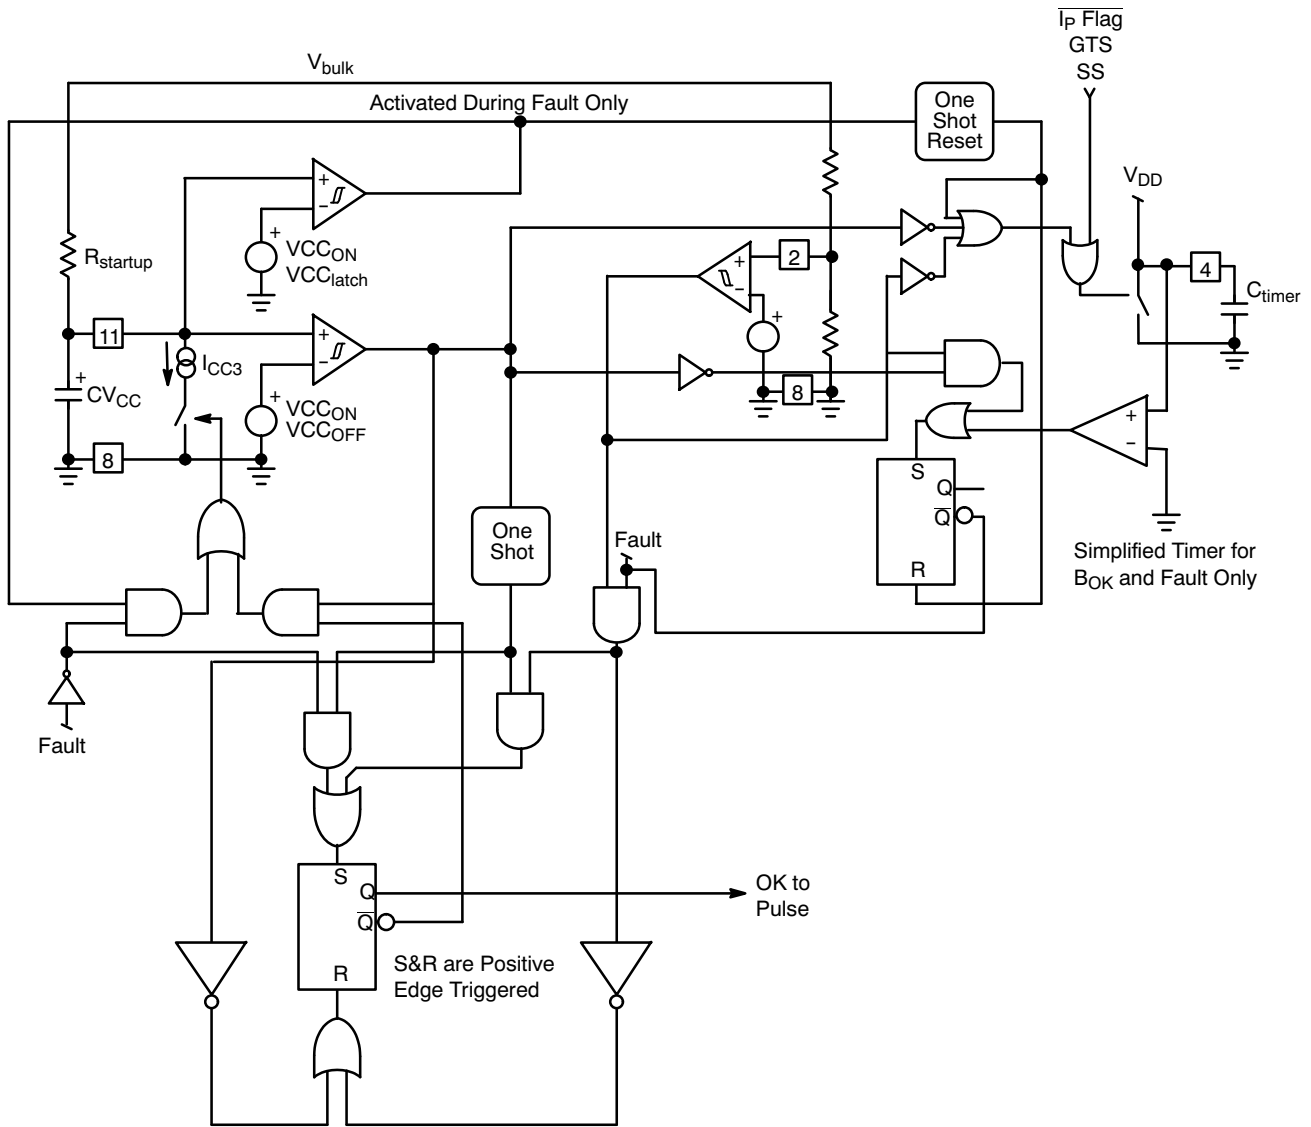 I̅P̅ ̅F̅l̅a̅g̅
GTS
SS
Vbulk
Activated During Fault Only
One
Shot
Reset
VDD
+
−
VCCON
VCClatch
Rstartup
+
2
+
−
4
Ctimer
11
+
−
ICC3
+
CVCC
+
VCCON
VCCOFF
8
+
8
+
−
S
Q
Q̅
R
One
Shot
Fault
Simplified Timer for
BOK and Fault Only
Fault
S
Q
Q̅
R
OK to
Pulse
S&R are Positive
Edge Triggered